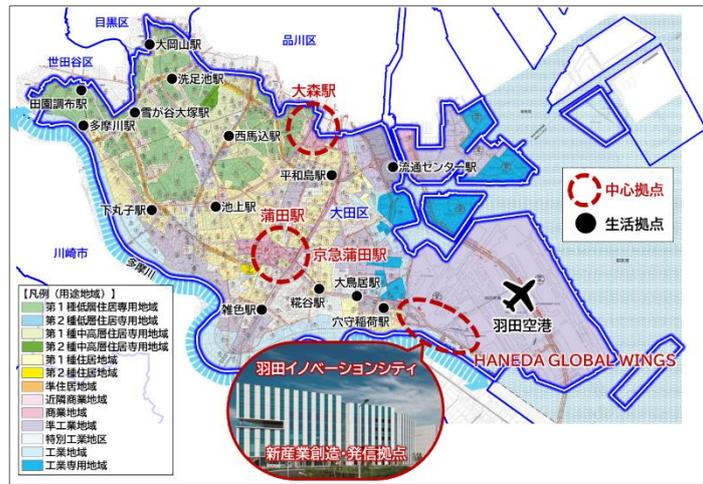 目黒区
品川区
世田谷区
大岡山駅
洗足池駅
大森駅
田園調布駅
雪が谷大塚駅
多摩川駅
西馬込駅
流通センター駅
平和島駅
中心拠点
生活拠点
下丸子駅
池上駅
蒲田駅
大田区
川崎市
京急蒲田駅
多摩川
糀谷駅
大鳥居駅
雑色駅
穴守稲荷駅
羽田空港
HANEDA GLOBAL WINGS
羽田イノベーションシティ
新産業創造・発信拠点
【凡例（用途地域）】
第1種低層住居専用地域
第2種低層住居専用地域
第1種中高層住居専用地域
第2種中高層住居専用地域
第1種住居地域
第2種住居地域
準住居地域
近隣商業地域
商業地域
準工業地域
特別工業地区
工業地域
工業専用地域